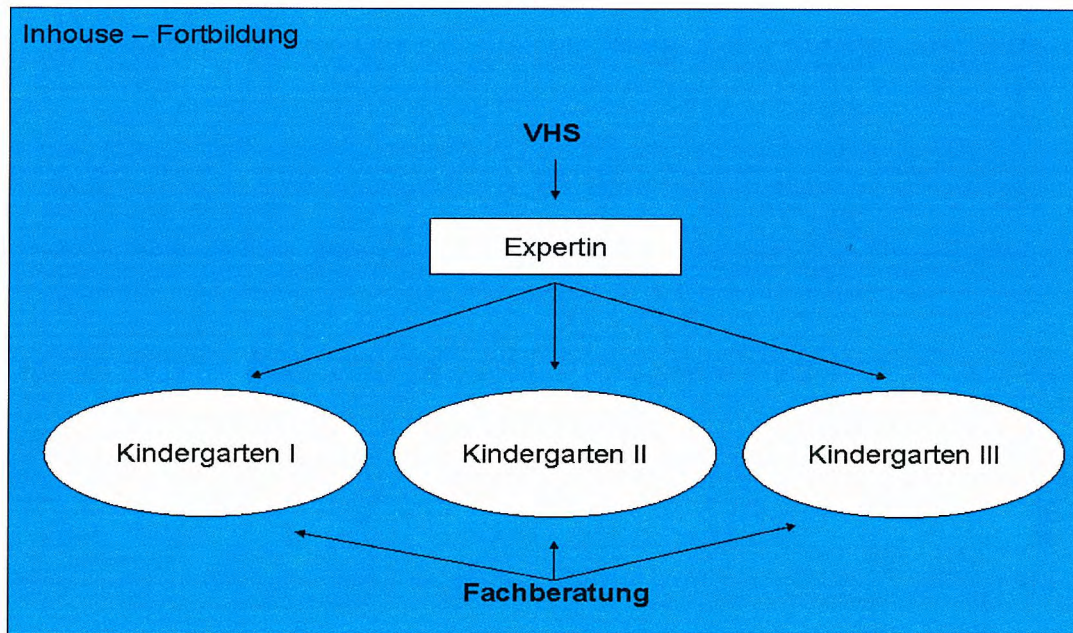 Inhouse – Fortbildung
VHS
Expertin
Kindergarten I
Kindergarten II
Kindergarten III
Fachberatung